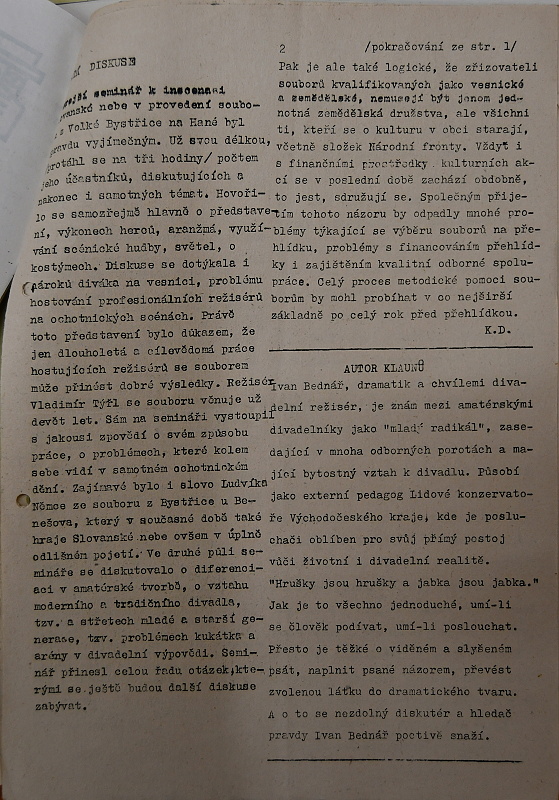 DISKUSE
seminář k inscenaci
nebe v provedení soubo-
z Velké Bystřice na Hané byl
vyjímečným. Už svou délkou,
se na tři hodiny/ počtem
účastníků, diskutujících a
nakonec i samotných témat. Hovoři-
lo se samozřejmě hlavně o představe-
ní, výkonech herců, aranžmá, využí-
vání scénické hudby, světel, o
kostýmech. Diskuse se dotýkala i
nároků diváka na vesnici, problému
hostování profesionálních režisérů
na ochotnických scénách. Právě
toto představení bylo důkazem, že
jen dlouholetá a cílevědomá práce
hostujících režisérů se souborem
může přinést dobré výsledky. Režisér
Vladimír Týřl se souboru věnuje už
devět let. Sám na semináři vystoupil
s jakousi zpovědí o svém způsobu
práce, o problémech, které kolem
sebe vidí v samotném ochotnickém
dění. Zajímavé bylo i slovo Ludvíka
Němce ze souboru z Bystřice u Be-
nešova, který v současné době také
hraje Slovanské nebe ovšem v úplně
odlišném pojetí. Ve druhé půli se-
mináře se diskutovalo o diferenci-
aci v amatérské tvorbě, o vztahu
moderního a tradičního divadla,
tzv. a střetech mladé a starší ge-
nerace, tzv. problémech kukátka a
arény v divadelní výpovědi. Semi-
nář přinesl celou řadu otázek,kte-
rými se ještě budou další diskuse
zabývat.
2 /pokračování ze str. 1/
Pak je ale také logické, že zřizovateli
souborů kvalifikovaných jako vesnické
a zemědělské, nemusejí být jenom jed-
notná zemědělská družstva, ale všichni
ti, kteří se o kulturu v obci starají,
včetně složek Národní fronty. Vždyť i
s finančními prostředky kulturních ak-
cí se v poslední době zachází obdobně,
to jest, sdružují se. Společným přije-
tím tohoto názoru by odpadly mnohé pro-
blémy týkající se výběru souborů na pře-
hlídku, problémy s financováním přehlíd-
ky i zajištěním kvalitní odborné spolu-
práce. Celý proces metodické pomoci sou-
borům by mohl probíhat v co nejširší
základně po celý rok před přehlídkou.
K.D.
AUTOR KLAUNŮ
Ivan Bednář, dramatik a chvílemi diva-
delní režisér, je znám mezi amatérskými
divadelníky jako "mladý radikál", zase-
dající v mnoha odborných porotách a ma-
jící bytostný vztah k divadlu. Působí
jako externí pedagog Lidové konzervato-
ře Východočeského kraje, kde je poslu-
chači oblíben pro svůj přímý postoj
vůči životní i divadelní realitě.
"Hrušky jsou hrušky a jabka jsou jabka."
Jak je to všechno jednoduché, umí-li
se člověk podívat, umí-li poslouchat.
Přesto je těžké o viděném a slyšeném
psát, naplnit psané názorem, převést
zvolenou látku do dramatického tvaru.
A o to se nezdolný diskutér a hledač
pravdy Ivan Bednář poctivě snaží.